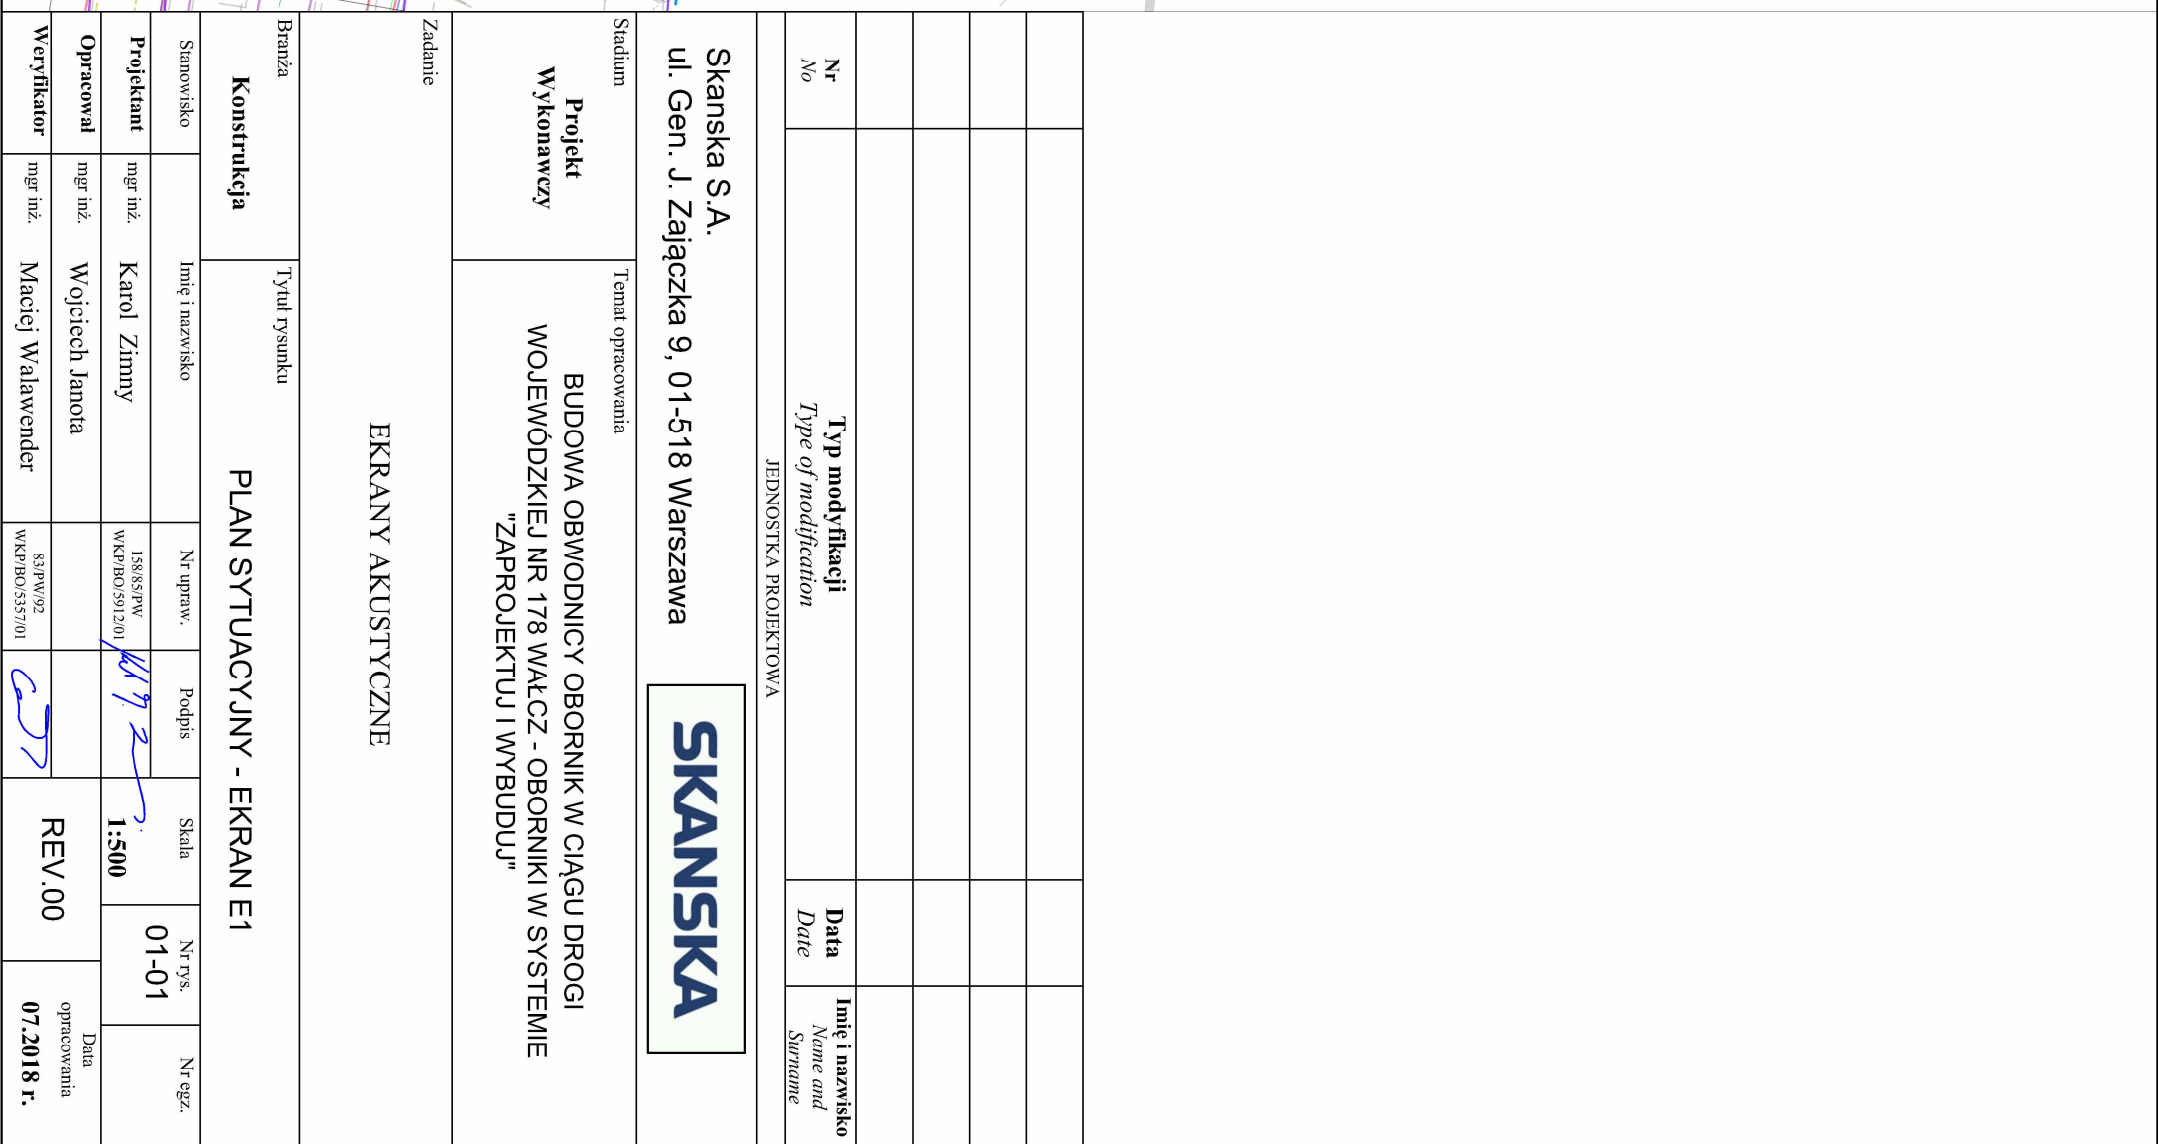 Nr
No
Typ modyfikacji
Type of modification
Data
Date
Imię i nazwisko
Name and
Surname
JEDNOSTKA PROJEKTOWA
Skanska S.A.
ul. Gen. J. Zajączka 9, 01-518 Warszawa
SKANSKA
Stadium
Projekt
Wykonawczy
Temat opracowania
BUDOWA OBWODNICY OBORNIK W CIĄGU DROGI
WOJEWÓDZKIEJ NR 178 WAŁCZ - OBORNIKI W SYSTEMIE
"ZAPROJEKTUJ I WYBUDUJ"
Zadanie
EKRANY AKUSTYCZNE
Branża
Konstrukcja
Tytuł rysunku
PLAN SYTUACYJNY - EKRAN E1
Stanowisko
Imię i nazwisko
Nr upraw.
Podpis
Skala
Nr rys.
Nr egz.
Projektant
mgr inż. Karol Zimny
158/85/PW
WKP/BO/5912/01
1:500
01-01
Opracował
mgr inż. Wojciech Janota
Weryfikator
mgr inż. Maciej Walawender
83/PW/92
WKP/BO/5357/01
REV.00
Data
opracowania
07.2018 r.